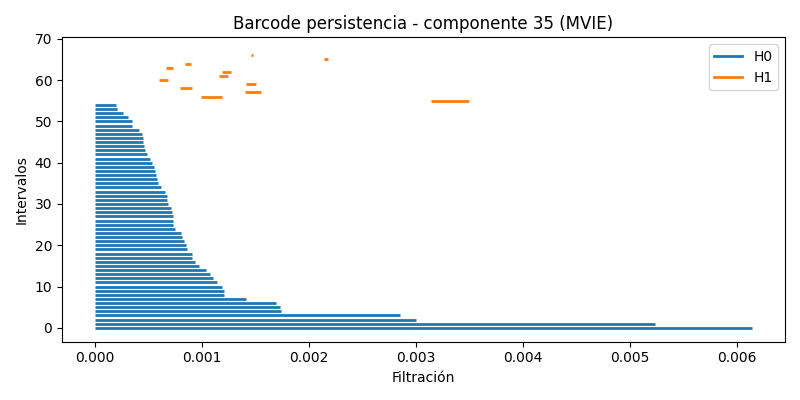 Barcode persistencia - componente 35 (MVIE)
H0
H1
Intervalos
70
60
50
40
30
20
10
0
0.000 0.001 0.002 0.003 0.004 0.005 0.006
Filtración